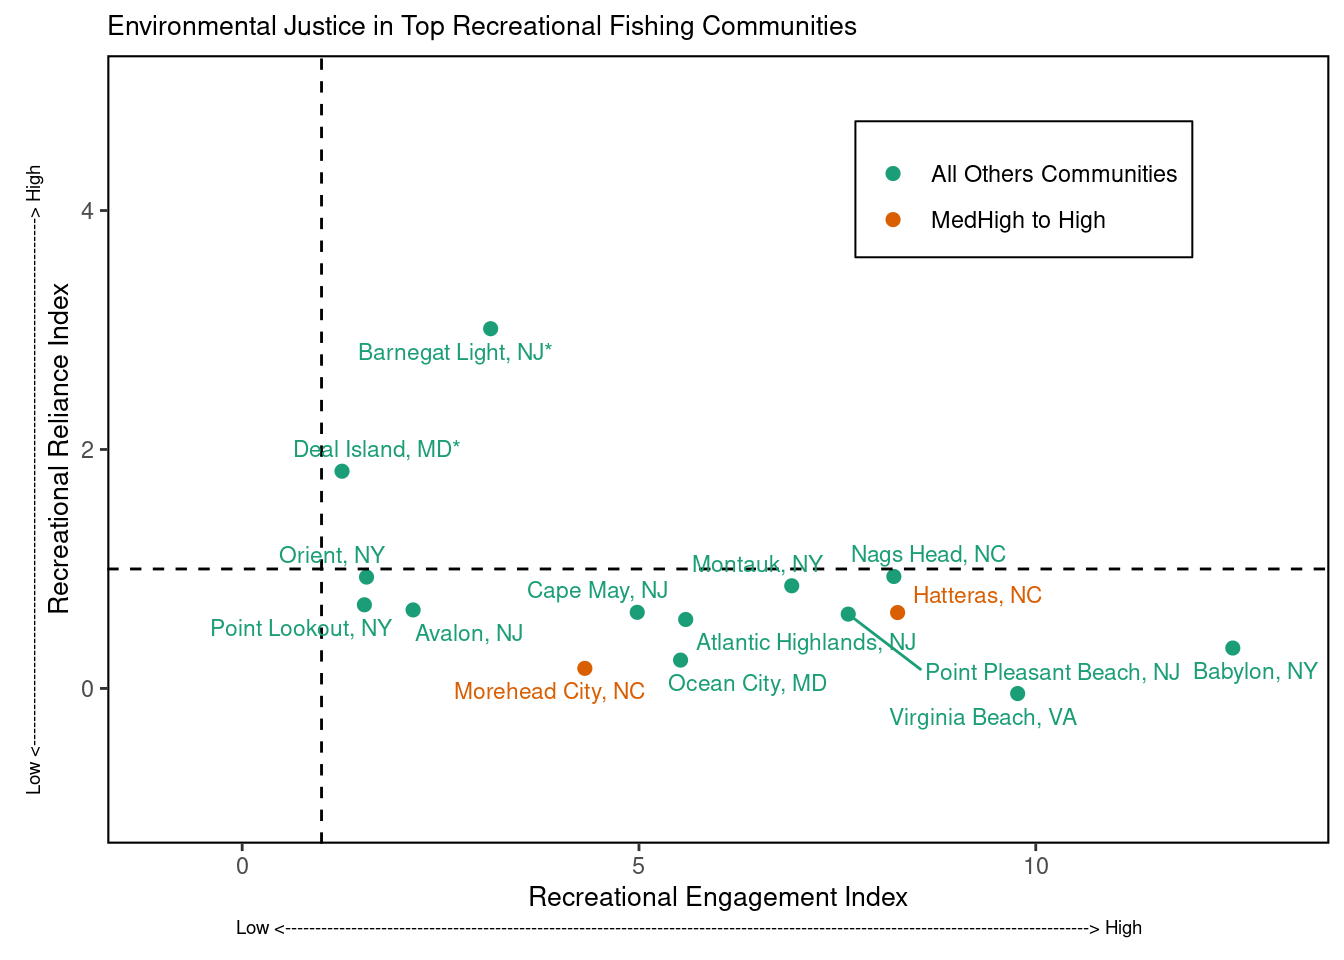 Environmental Justice in Top Recreational Fishing Communities
All Others Communities
MedHigh to High
Low <--------------------------------------------------------------------------------> High
Recreational Reliance Index
4
2
0
Barnegat Light, NJ*
Deal Island, MD*
Orient, NY
Montauk, NY
Nags Head, NC
Cape May, NJ
Hatteras, NC
Point Lookout, NY
Avalon, NJ
Atlantic Highlands, NJ
Point Pleasant Beach, NJ
Babylon, NY
Morehead City, NC
Ocean City, MD
Virginia Beach, VA
0
5
10
Recreational Engagement Index
Low <--------------------------------------------------------------------------------------------------------------------------------------> High